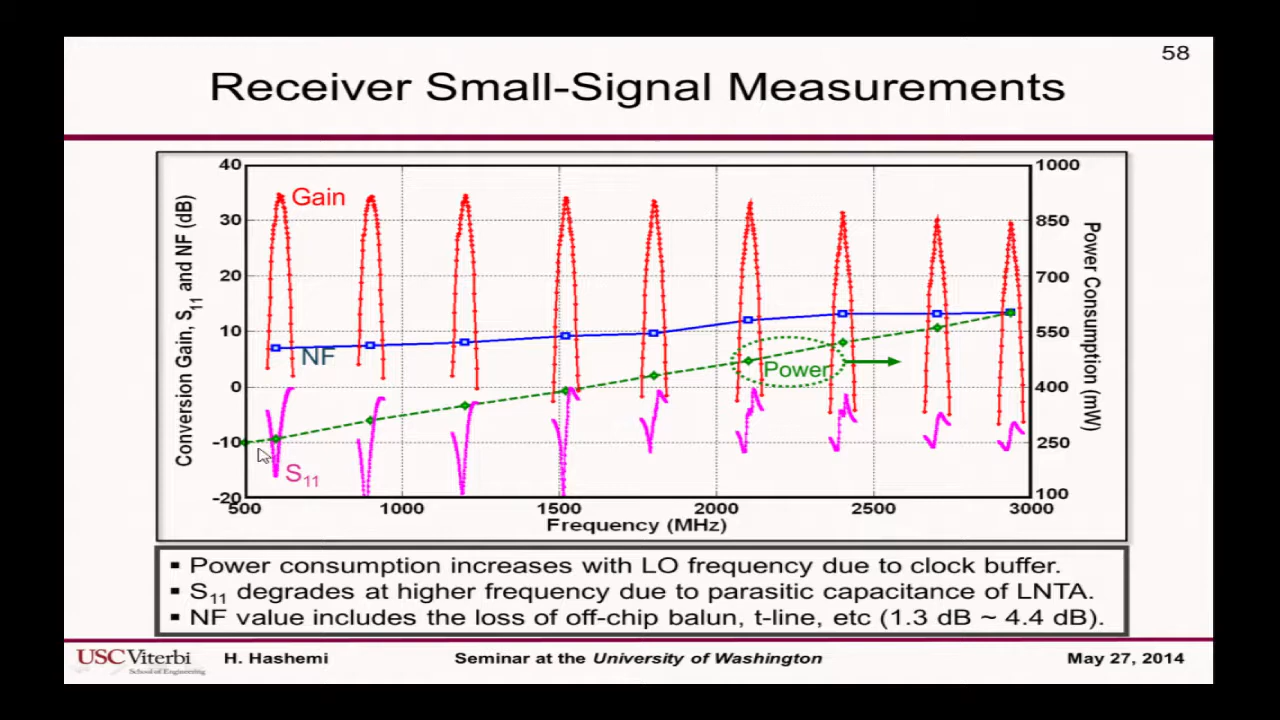 58
Receiver Small-Signal Measurements
40
30
20
10
0
-10
-20
Conversion Gain, S11 and NF (dB)
Gain
NF
S11
Power
1000
850
700
550
400
250
100
Power Consumption (mW)
500 1000 1500 2000 2500 3000
Frequency (MHz)
▪ Power consumption increases with LO frequency due to clock buffer.
▪ S11 degrades at higher frequency due to parasitic capacitance of LNTA.
▪ NF value includes the loss of off-chip balun, t-line, etc (1.3 dB ~ 4.4 dB).
USC Viterbi
School of Engineering
H. Hashemi
Seminar at the University of Washington
May 27, 2014